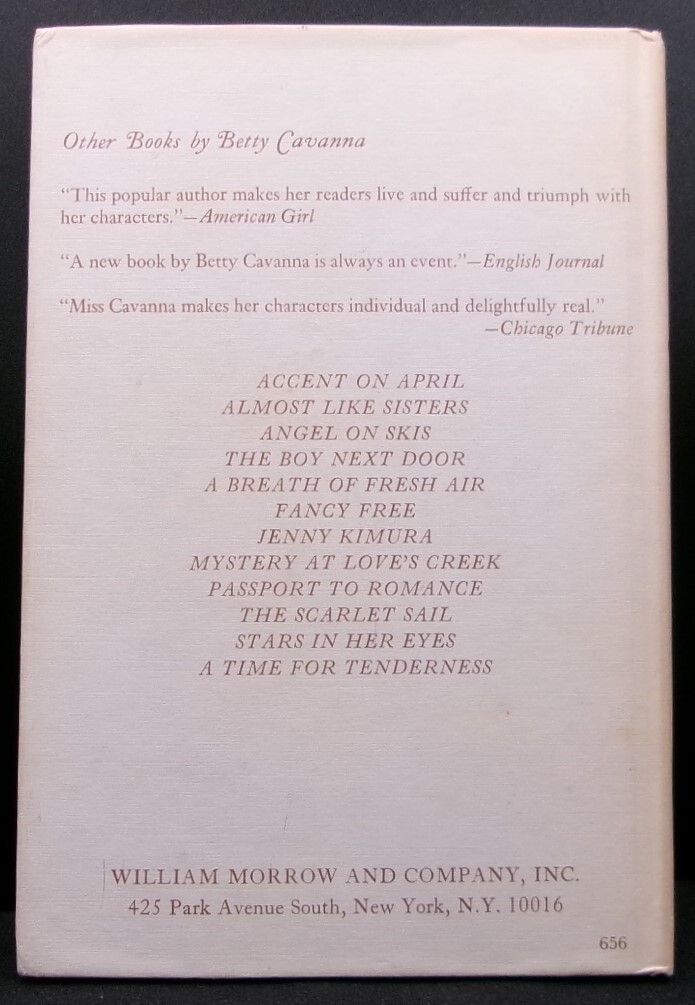 Other Books by Betty Cavanna
“This popular author makes her readers live and suffer and triumph with
her characters.”—American Girl
“A new book by Betty Cavanna is always an event.”—English Journal
“Miss Cavanna makes her characters individual and delightfully real.”
—Chicago Tribune
ACCENT ON APRIL
ALMOST LIKE SISTERS
ANGEL ON SKIS
THE BOY NEXT DOOR
A BREATH OF FRESH AIR
FANCY FREE
JENNY KIMURA
MYSTERY AT LOVE'S CREEK
PASSPORT TO ROMANCE
THE SCARLET SAIL
STARS IN HER EYES
A TIME FOR TENDERNESS
WILLIAM MORROW AND COMPANY, INC.
425 Park Avenue South, New York, N.Y. 10016
656